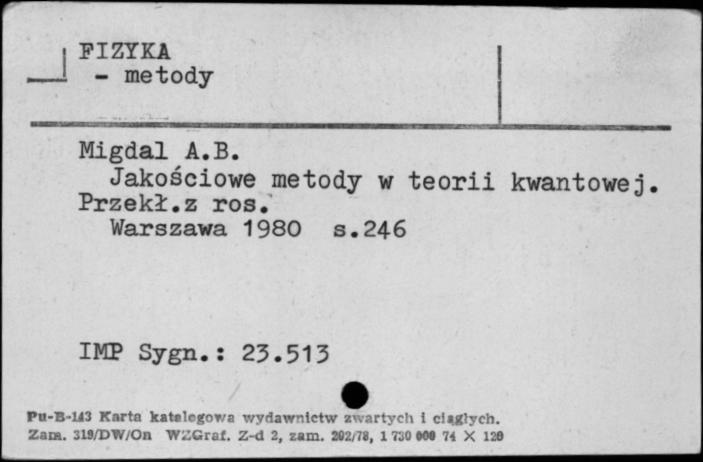 FIZYKA
- metody
Migdal A.B.
Jakościowe metody w teorii kwantowej.
Przekł.z ros.
Warszawa 1980 s.246
IMP Sygn.: 23.513
Pu-B-143 Karta katalegowa wydawnictw zwartych i ciągłych.
Zam. 319/DW/On WZGraf. Z-d 2, zam. 202/78, 1 730 000 74 X 120